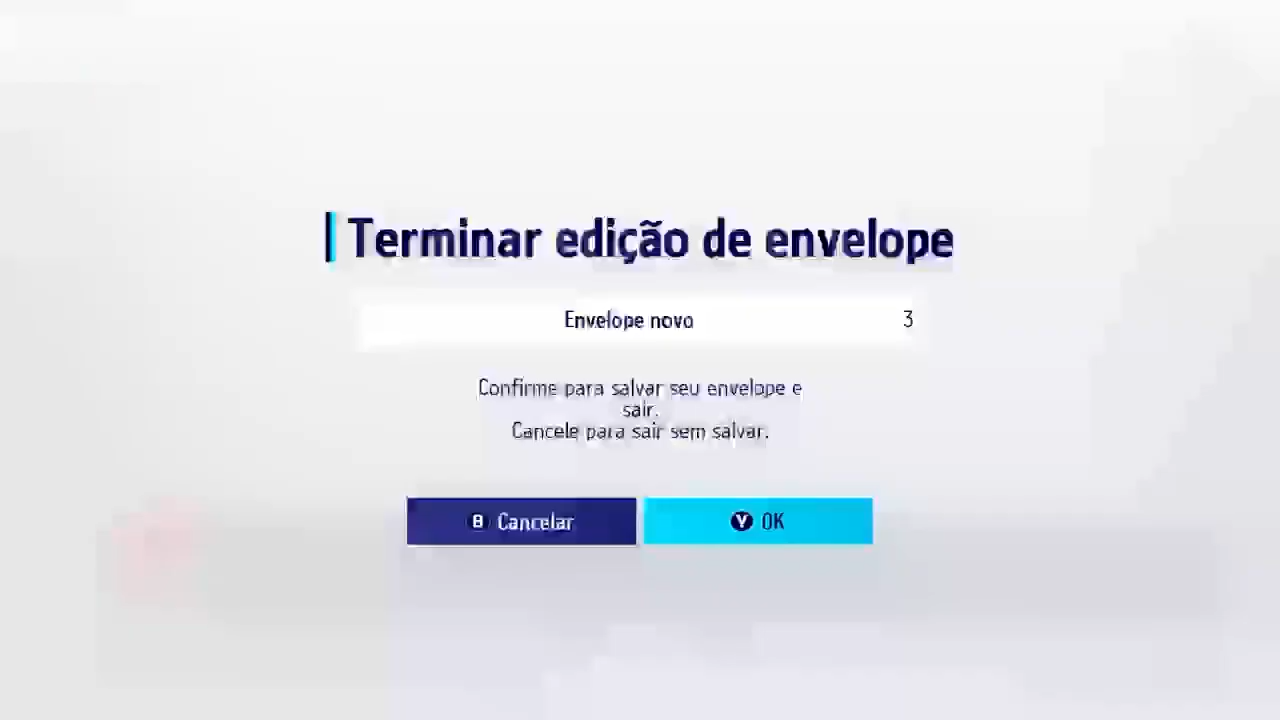 Terminar edição de envelope
Envelope novo 3
Confirme para salvar seu envelope e
sair.
Cancele para sair sem salvar.
B Cancelar Y OK